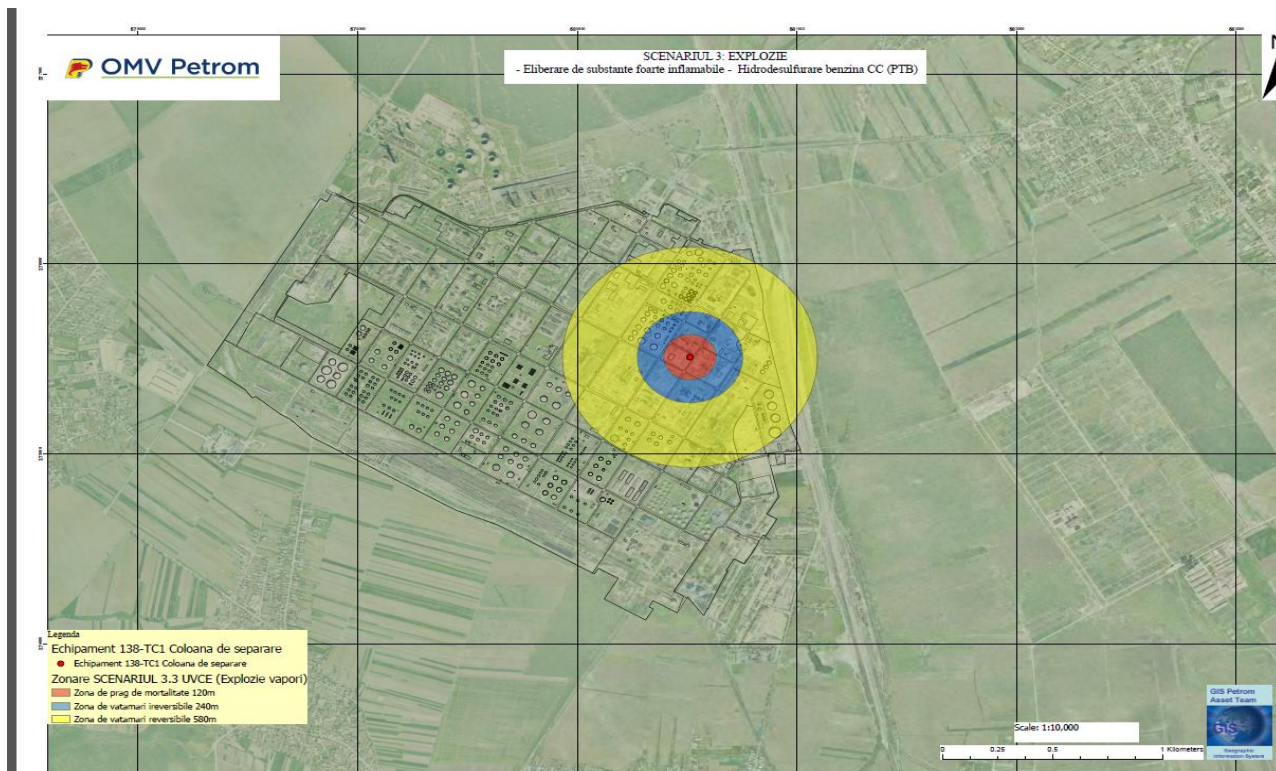 OMV Petrom
SCENARIUL 3: EXPLOZIE
- Eliberare de substante foarte inflamabile - Hidrodesulfurare benzina CC (PTB)
Legenda
Echipament 138-TC1 Coloana de separare
Echipament 138-TC1 Coloana de separare
Zonare SCENARIUL 3.3 UVCE (Explozie vapori)
Zona de prag de mortalitate 120m
Zona de vatamari ireversibile 240m
Zona de vatamari reversibile 580m
Scale: 1:10,000
0 0.25 0.5 1 Kilometers
GIS Petrom
Asset Team
GIS
Geographic
Information System